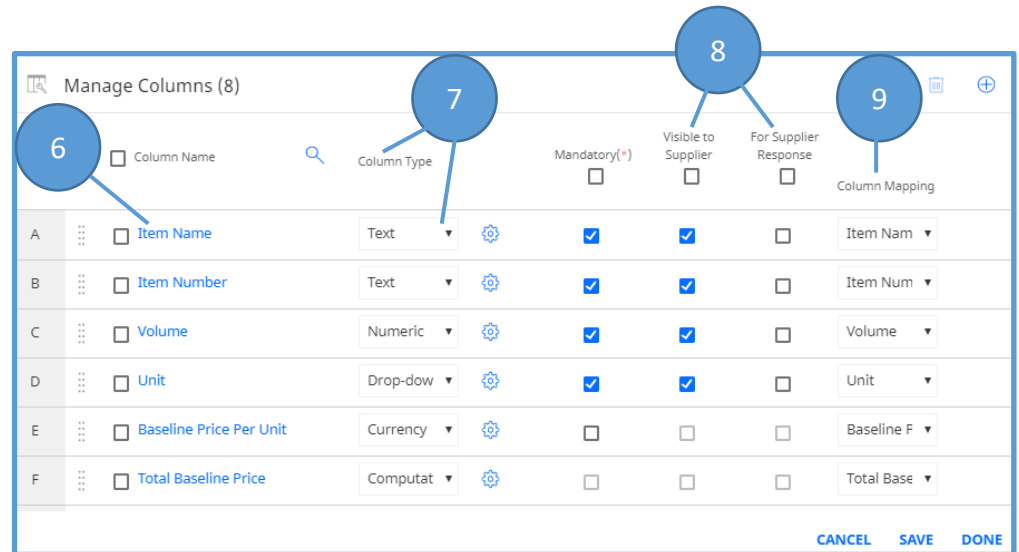 8
Manage Columns (8)
7
9
6
Column Name
Column Type
Mandatory(*)
Visible to
Supplier
For Supplier
Response
Column Mapping
A Item Name Text Item Nam
B Item Number Text Item Num
C Volume Numeric Volume
D Unit Drop-dow Unit
E Baseline Price Per Unit Currency Baseline F
F Total Baseline Price Computat Total Base
CANCEL SAVE DONE